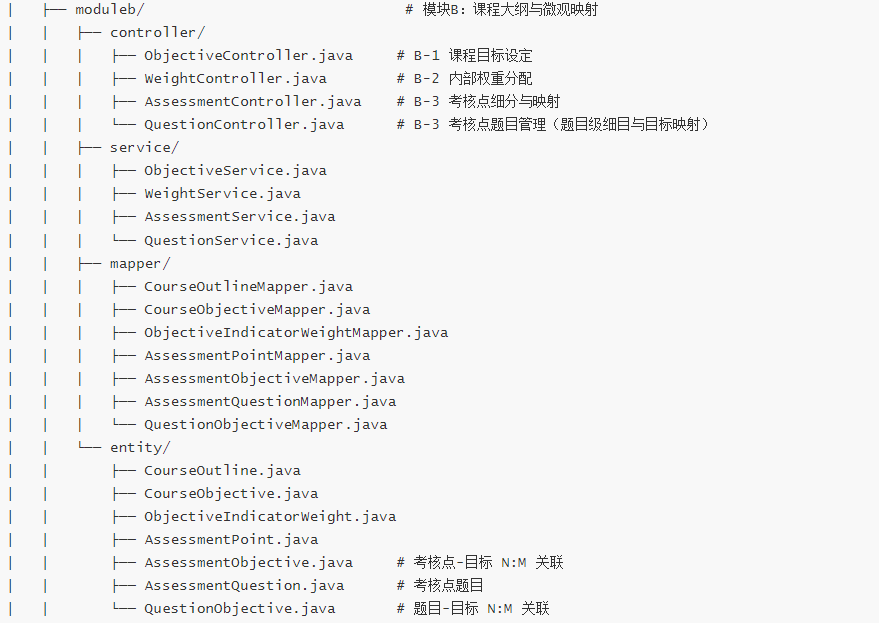 │   ├── moduleb/                              # 模块B：课程大纲与微观映射
│   │   ├── controller/
│   │   │   ├── ObjectiveController.java     # B-1 课程目标设定
│   │   │   ├── WeightController.java        # B-2 内部权重分配
│   │   │   ├── AssessmentController.java    # B-3 考核点细分与映射
│   │   │   └── QuestionController.java      # B-3 考核点题目管理（题目级细目与目标映射）
│   │   ├── service/
│   │   │   ├── ObjectiveService.java
│   │   │   ├── WeightService.java
│   │   │   ├── AssessmentService.java
│   │   │   └── QuestionService.java
│   │   ├── mapper/
│   │   │   ├── CourseOutlineMapper.java
│   │   │   ├── CourseObjectiveMapper.java
│   │   │   ├── ObjectiveIndicatorWeightMapper.java
│   │   │   ├── AssessmentPointMapper.java
│   │   │   ├── AssessmentObjectiveMapper.java
│   │   │   ├── AssessmentQuestionMapper.java
│   │   │   └── QuestionObjectiveMapper.java
│   │   └── entity/
│   │       ├── CourseOutline.java
│   │       ├── CourseObjective.java
│   │       ├── ObjectiveIndicatorWeight.java
│   │       ├── AssessmentPoint.java
│   │       ├── AssessmentObjective.java     # 考核点-目标 N:M 关联
│   │       ├── AssessmentQuestion.java      # 考核点题目
│   │       └── QuestionObjective.java       # 题目-目标 N:M 关联